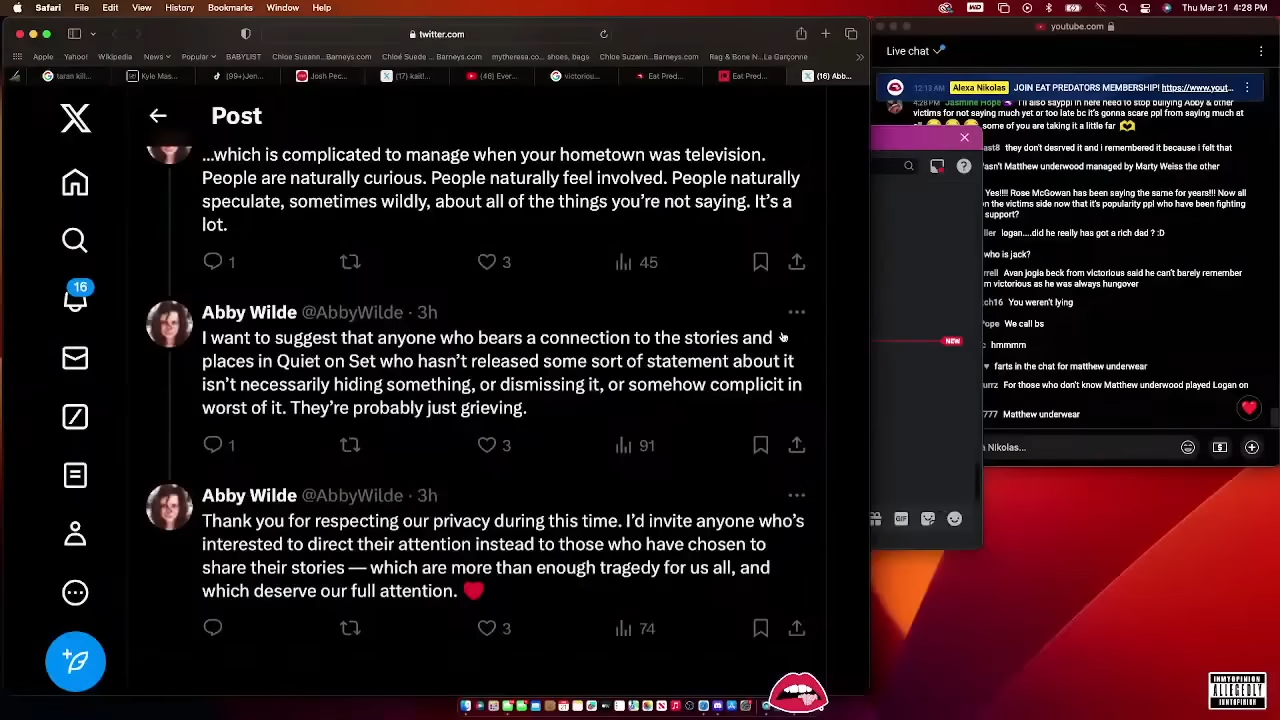 Safari File Edit View History Bookmarks Window Help
Thu Mar 21 4:28 PM
twitter.com
Apple Yahoo! Wikipedia News Popular BABYLIST Chloe Susann...Barneys.com Chloé Suede ... Barneys.com mytheresa.co... shoes, bags Chloe Susann...Barneys.com Rag & Bone N...La Garçonne
taran kill... Kyle Mas... (99+)Jen... Josh Pec... (17) kait!... (48) Ever... victoriou... Eat Pred... Eat Pred... (16) Abb...
Post
...which is complicated to manage when your hometown was television.
People are naturally curious. People naturally feel involved. People naturally
speculate, sometimes wildly, about all of the things you're not saying. It's a
lot.
1 3 45
16
Abby Wilde @AbbyWilde · 3h
I want to suggest that anyone who bears a connection to the stories and
places in Quiet on Set who hasn't released some sort of statement about it
isn't necessarily hiding something, or dismissing it, or somehow complicit in
worst of it. They're probably just grieving.
1 3 91
Abby Wilde @AbbyWilde · 3h
Thank you for respecting our privacy during this time. I'd invite anyone who's
interested to direct their attention instead to those who have chosen to
share their stories — which are more than enough tragedy for us all, and
which deserve our full attention. ❤️
3 74
youtube.com
Live chat
12:13 AM Alexa Nikolas JOIN EAT PREDATORS MEMBERSHIP! https://www.yout...
4:28 PM Jasmine Hope I'll also sayppl in here need to stop bullying Abby & other
victims for not saying much yet or too late bc it's gonna scare ppl from saying much at
some of you are taking it a little far
ast8 they don't desrved it and i remembered it because i felt that
Wasn't Matthew underwood managed by Marty Weiss the other
Yes!!!! Rose McGowan has been saying the same for years!!! Now all
on the victims side now that it's popularity ppl who have been fighting
support?
ller logan....did he really has got a rich dad ? :D
who is jack?
rrell Avan jogia beck from victorious said he can't barely remember
m victorious as he was always hungover
ch16 You weren't lying
Pope We call bs
NEW
c hmmmm
farts in the chat for matthew underwear
urrz For those who don't know Matthew underwood played Logan on
777 Matthew underwear
a Nikolas...
GIF
INMYOPINION
ALLEGEDLY
INMYOPINION